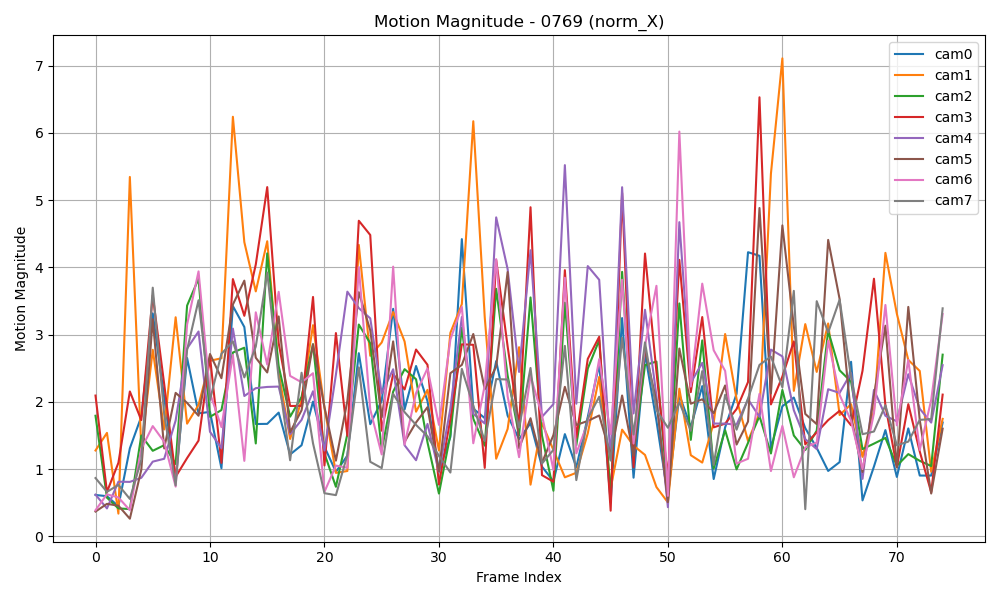 Motion Magnitude - 0769 (norm_X)
Motion Magnitude
7
6
5
4
3
2
1
0
0 10 20 30 40 50 60 70
Frame Index
cam0
cam1
cam2
cam3
cam4
cam5
cam6
cam7